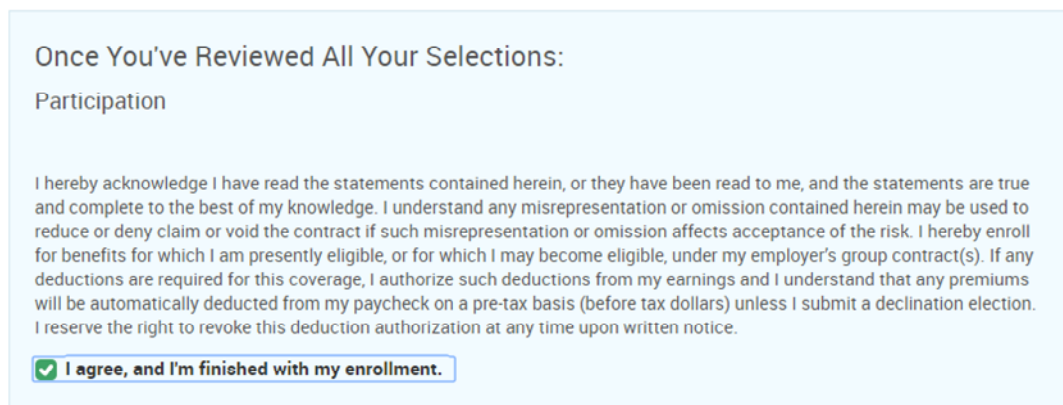 Once You've Reviewed All Your Selections:
Participation
I hereby acknowledge I have read the statements contained herein, or they have been read to me, and the statements are true
and complete to the best of my knowledge. I understand any misrepresentation or omission contained herein may be used to
reduce or deny claim or void the contract if such misrepresentation or omission affects acceptance of the risk. I hereby enroll
for benefits for which I am presently eligible, or for which I may become eligible, under my employer's group contract(s). If any
deductions are required for this coverage, I authorize such deductions from my earnings and I understand that any premiums
will be automatically deducted from my paycheck on a pre-tax basis (before tax dollars) unless I submit a declination election.
I reserve the right to revoke this deduction authorization at any time upon written notice.
I agree, and I'm finished with my enrollment.